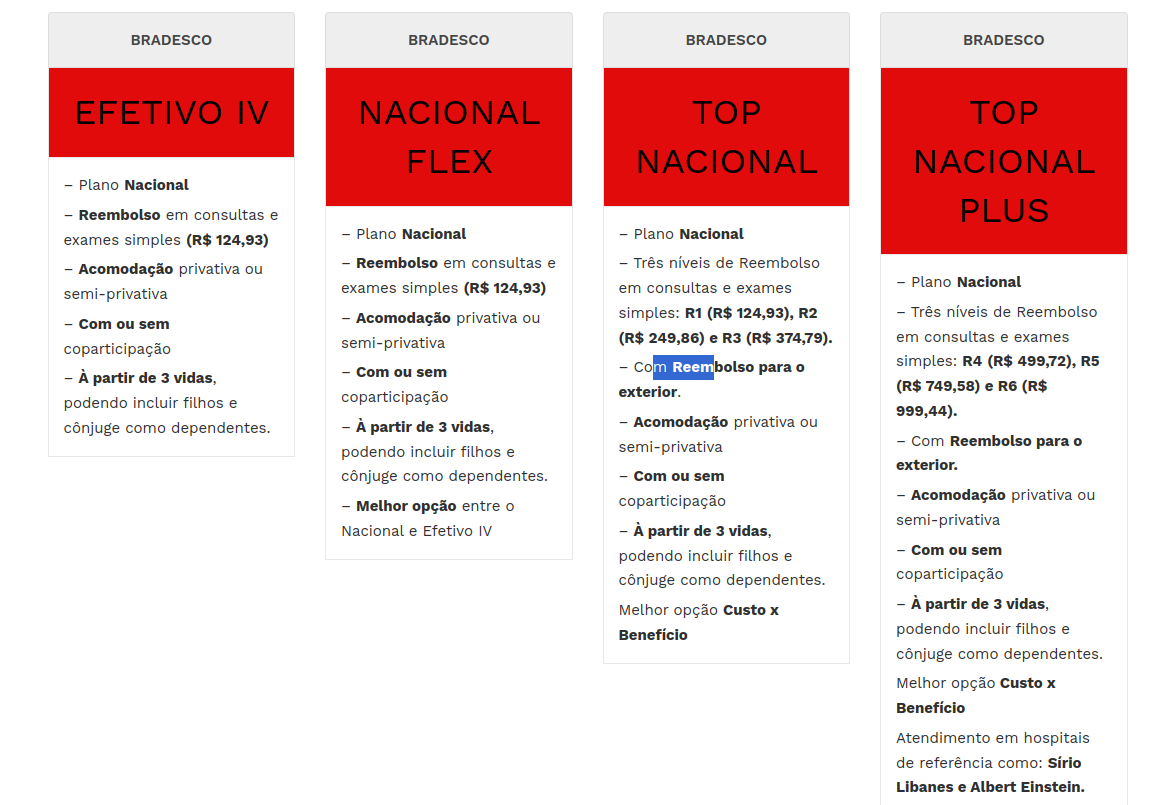 BRADESCO
EFETIVO IV
– Plano Nacional
– Reembolso em consultas e
exames simples (R$ 124,93)
– Acomodação privativa ou
semi-privativa
– Com ou sem
coparticipação
– À partir de 3 vidas,
podendo incluir filhos e
cônjuge como dependentes.
BRADESCO
NACIONAL
FLEX
– Plano Nacional
– Reembolso em consultas e
exames simples (R$ 124,93)
– Acomodação privativa ou
semi-privativa
– Com ou sem
coparticipação
– À partir de 3 vidas,
podendo incluir filhos e
cônjuge como dependentes.
– Melhor opção entre o
Nacional e Efetivo IV
BRADESCO
TOP
NACIONAL
– Plano Nacional
– Três níveis de Reembolso
em consultas e exames
simples: R1 (R$ 124,93), R2
(R$ 249,86) e R3 (R$ 374,79).
– Com Reembolso para o
exterior.
– Acomodação privativa ou
semi-privativa
– Com ou sem
coparticipação
– À partir de 3 vidas,
podendo incluir filhos e
cônjuge como dependentes.
Melhor opção Custo x
Benefício
BRADESCO
TOP
NACIONAL
PLUS
– Plano Nacional
– Três níveis de Reembolso
em consultas e exames
simples: R4 (R$ 499,72), R5
(R$ 749,58) e R6 (R$
999,44).
– Com Reembolso para o
exterior.
– Acomodação privativa ou
semi-privativa
– Com ou sem
coparticipação
– À partir de 3 vidas,
podendo incluir filhos e
cônjuge como dependentes.
Melhor opção Custo x
Benefício
Atendimento em hospitais
de referência como: Sírio
Libanes e Albert Einstein.